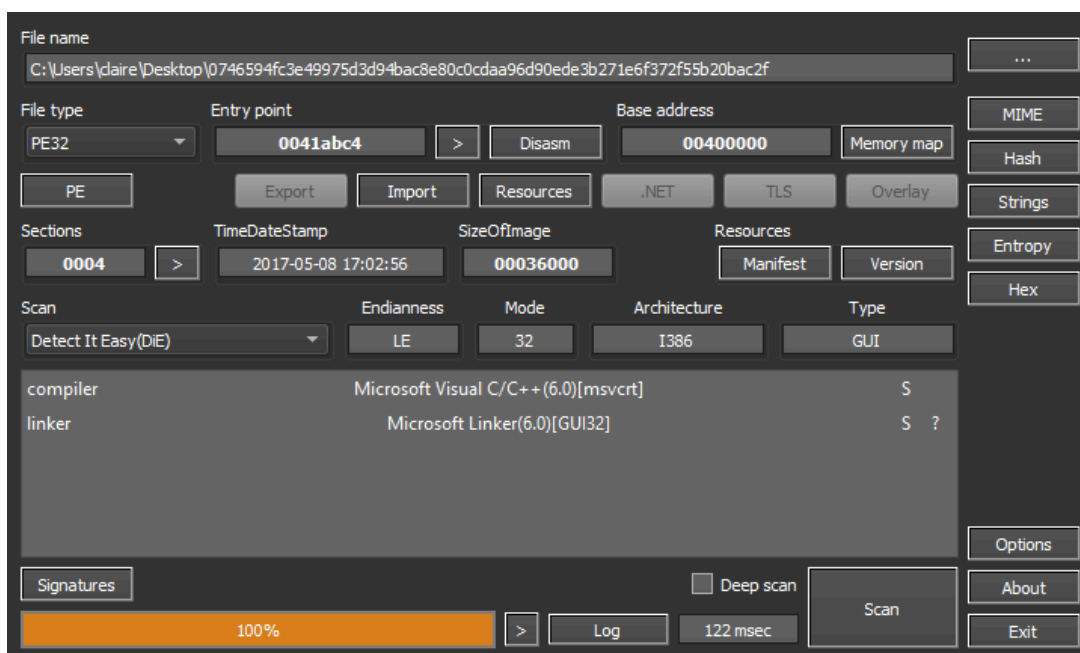 File name
C:\Users\claire\Desktop\0746594fc3e49975d3d94bac8e80c0cdaa96d90ede3b271e6f372f55b20bac2f
...
File type Entry point Base address
PE32 0041abc4 > Disasm 00400000 Memory map
MIME
Hash
PE Export Import Resources .NET TLS Overlay
Strings
Sections TimeDateStamp SizeOfImage Resources
0004 > 2017-05-08 17:02:56 00036000 Manifest Version
Entropy
Hex
Scan Endianness Mode Architecture Type
Detect It Easy(DiE) LE 32 I386 GUI
compiler Microsoft Visual C/C++(6.0)[msvcrt] S
linker Microsoft Linker(6.0)[GUI32] S ?
Options
Signatures Deep scan Scan
About
100% > Log 122 msec
Exit